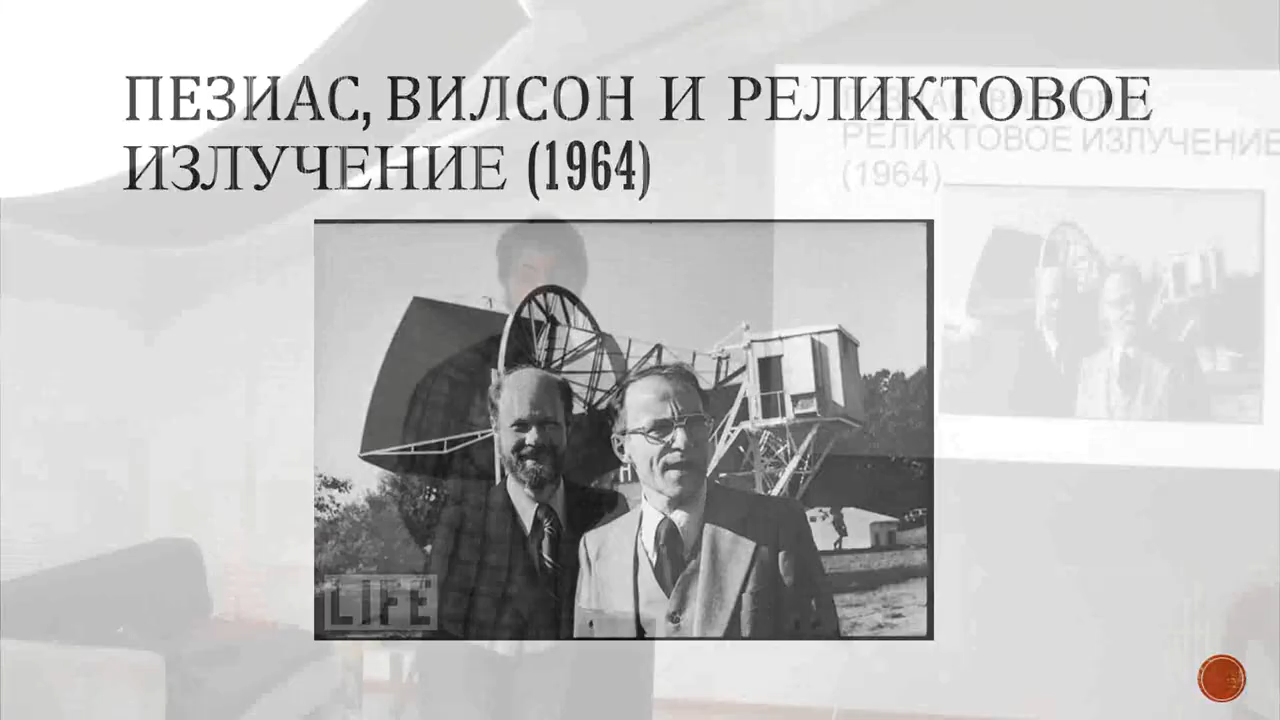 ПЕЗИАС, ВИЛСОН И РЕЛИКТОВОЕ
ИЗЛУЧЕНИЕ (1964)
РЕЛИКТОВОЕ ИЗЛУЧЕНИЕ
(1964)
LIFE